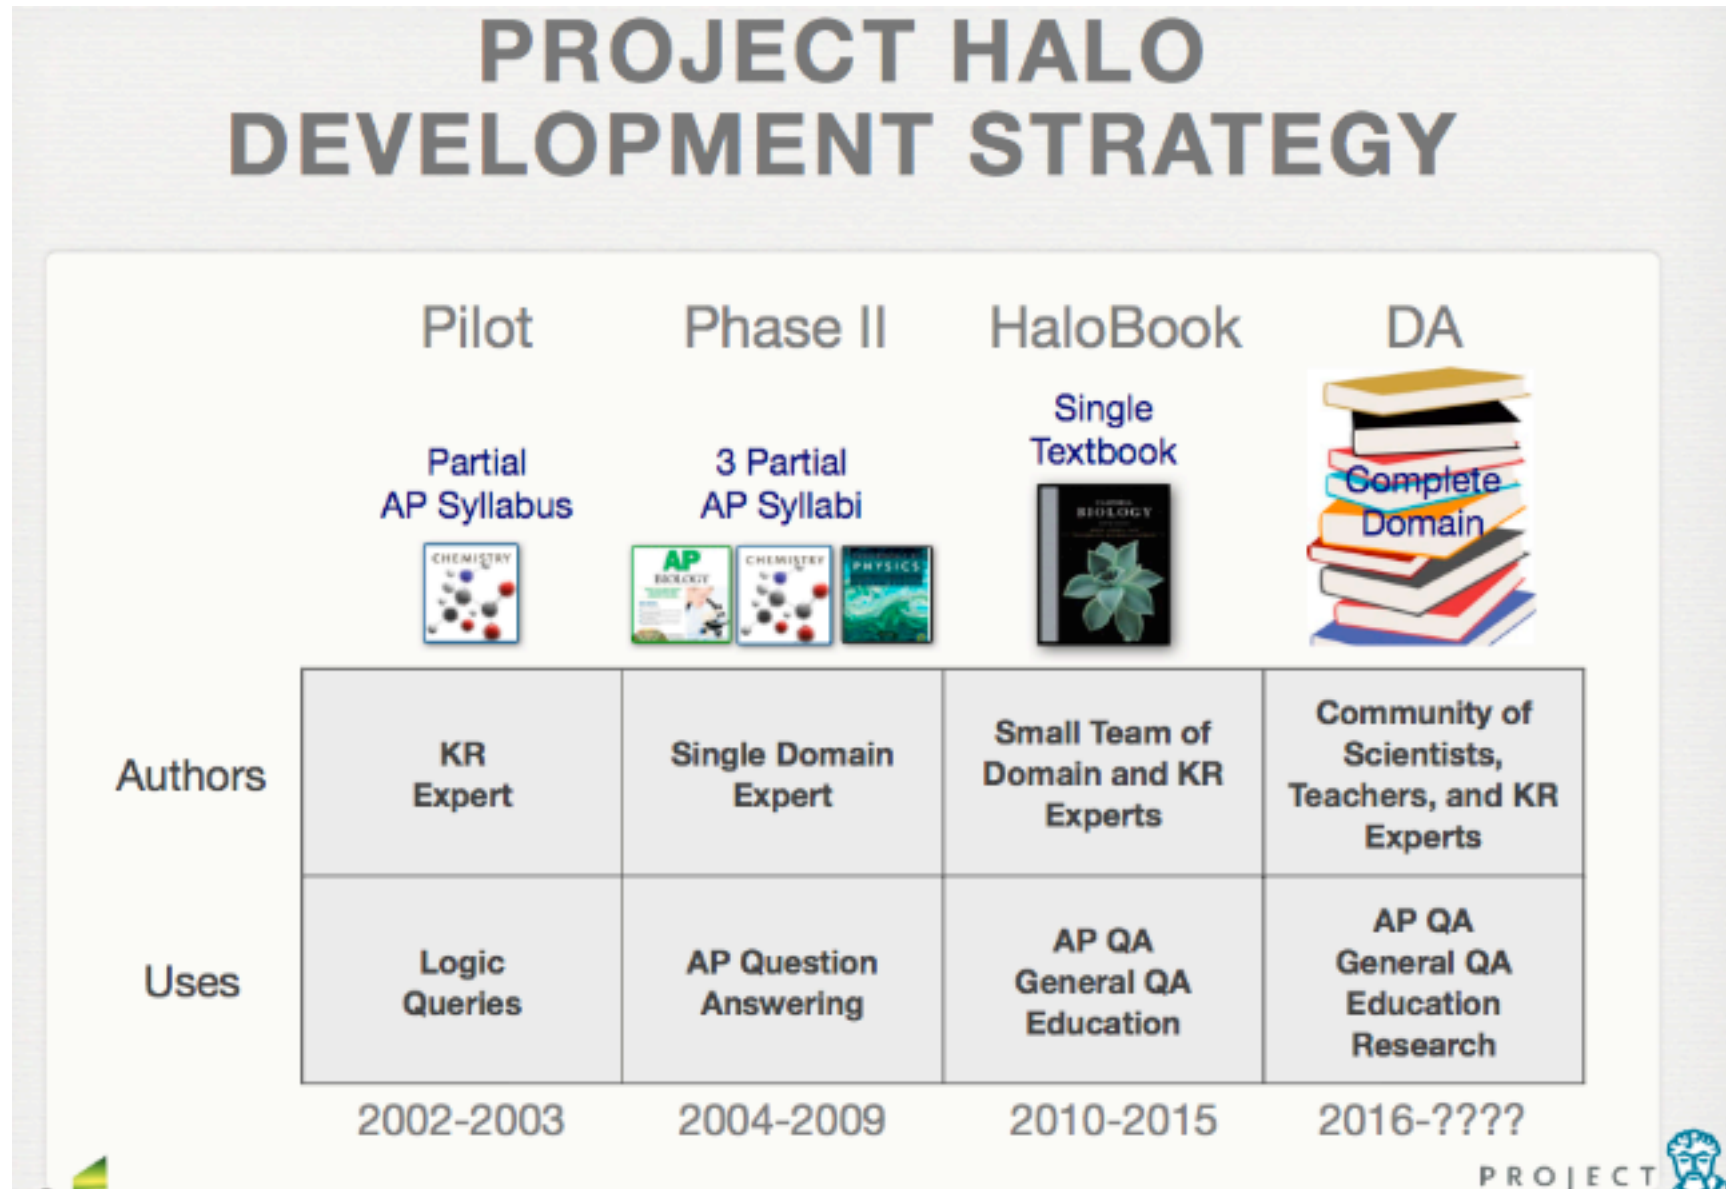 PROJECT HALO
DEVELOPMENT STRATEGY
Pilot
Phase II
HaloBook
DA
Partial
AP Syllabus
3 Partial
AP Syllabi
Single
Textbook
Complete
Domain
CHEMISTRY
AP
BIOLOGY
CHEMISTRY
PHYSICS
BIOLOGY
Authors
KR
Expert
Single Domain
Expert
Small Team of
Domain and KR
Experts
Community of
Scientists,
Teachers, and KR
Experts
Uses
Logic
Queries
AP Question
Answering
AP QA
General QA
Education
AP QA
General QA
Education
Research
2002-2003
2004-2009
2010-2015
2016-????
PROJECT